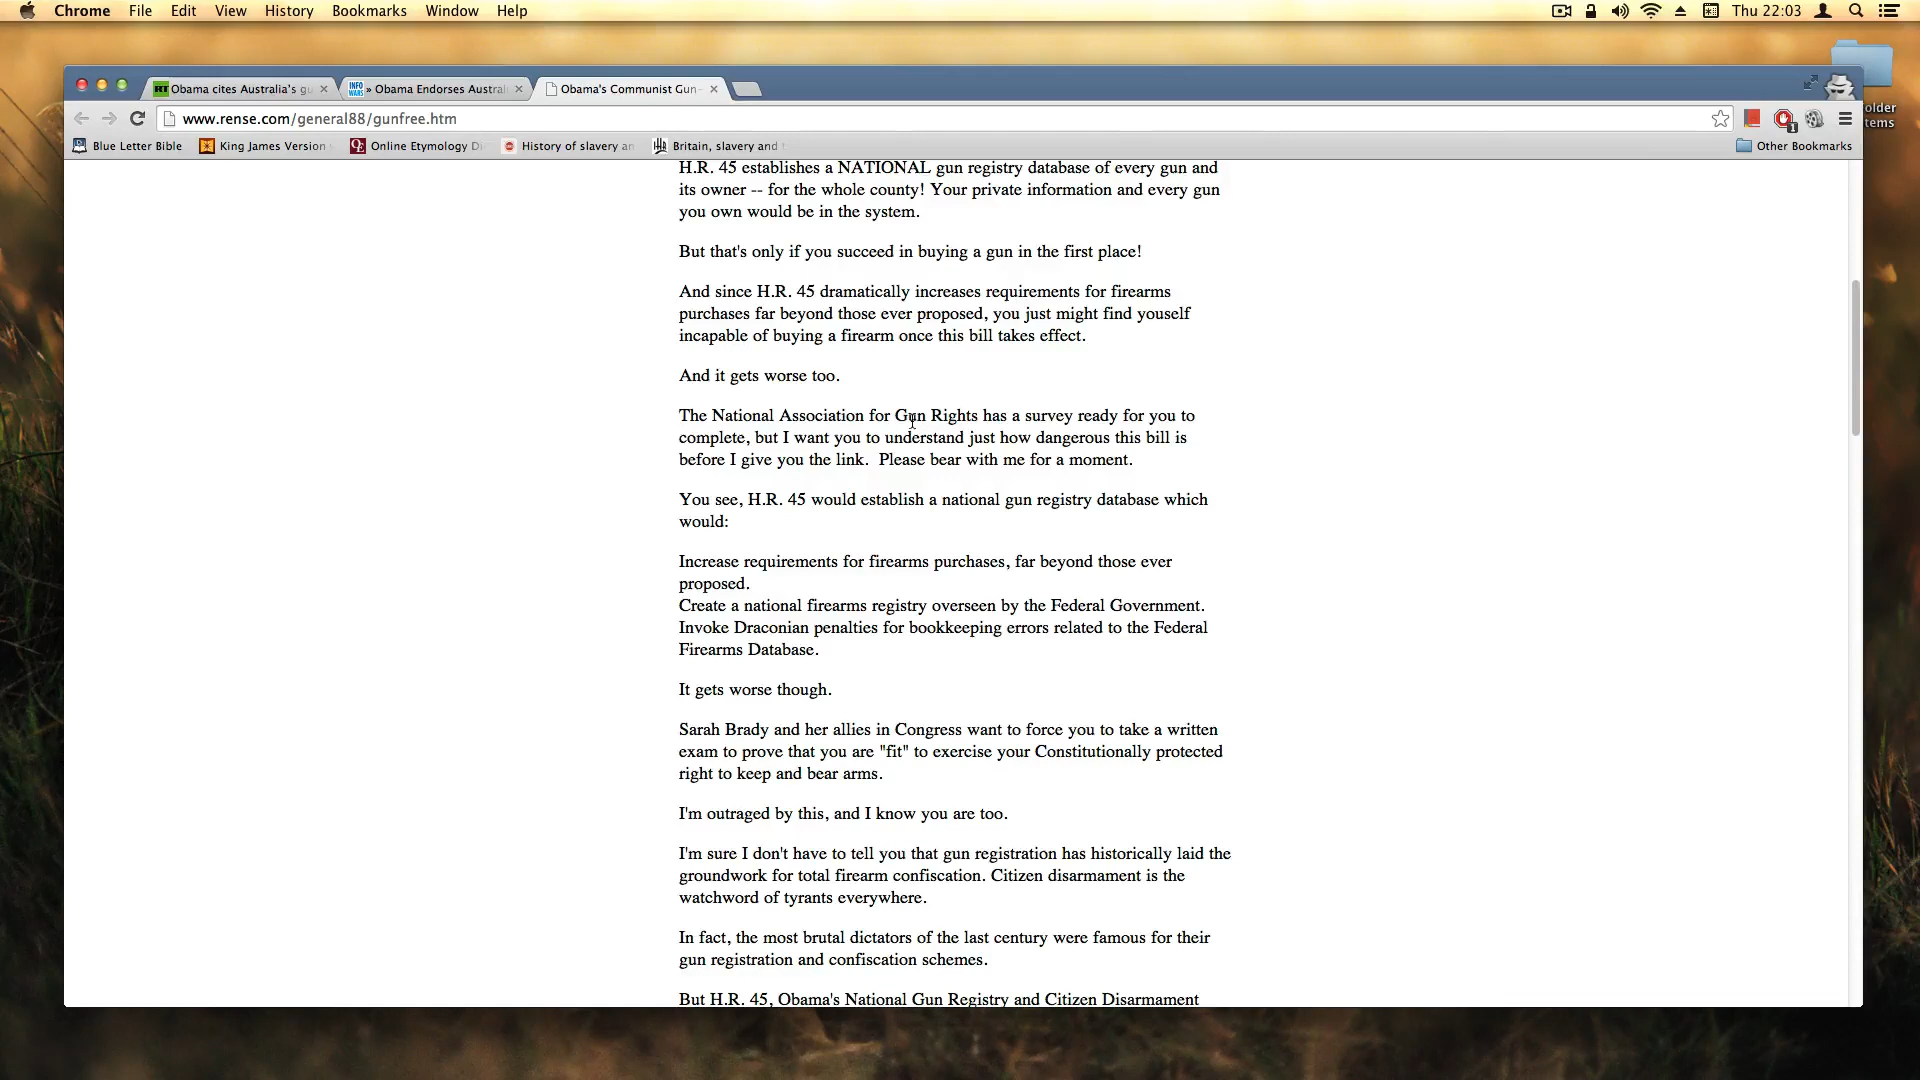 Chrome File Edit View History Bookmarks Window Help Thu 22:03
Obama cites Australia's gu » Obama Endorses Austral Obama's Communist Gun-
www.rense.com/general88/gunfree.htm
Blue Letter Bible King James Version Online Etymology Di History of slavery an Britain, slavery and Other Bookmarks
older
tems
H.R. 45 establishes a NATIONAL gun registry database of every gun and
its owner -- for the whole county! Your private information and every gun
you own would be in the system.
But that's only if you succeed in buying a gun in the first place!
And since H.R. 45 dramatically increases requirements for firearms
purchases far beyond those ever proposed, you just might find youself
incapable of buying a firearm once this bill takes effect.
And it gets worse too.
The National Association for Gun Rights has a survey ready for you to
complete, but I want you to understand just how dangerous this bill is
before I give you the link.  Please bear with me for a moment.
You see, H.R. 45 would establish a national gun registry database which
would:
Increase requirements for firearms purchases, far beyond those ever
proposed.
Create a national firearms registry overseen by the Federal Government.
Invoke Draconian penalties for bookkeeping errors related to the Federal
Firearms Database.
It gets worse though.
Sarah Brady and her allies in Congress want to force you to take a written
exam to prove that you are "fit" to exercise your Constitutionally protected
right to keep and bear arms.
I'm outraged by this, and I know you are too.
I'm sure I don't have to tell you that gun registration has historically laid the
groundwork for total firearm confiscation. Citizen disarmament is the
watchword of tyrants everywhere.
In fact, the most brutal dictators of the last century were famous for their
gun registration and confiscation schemes.
But H.R. 45, Obama's National Gun Registry and Citizen Disarmament